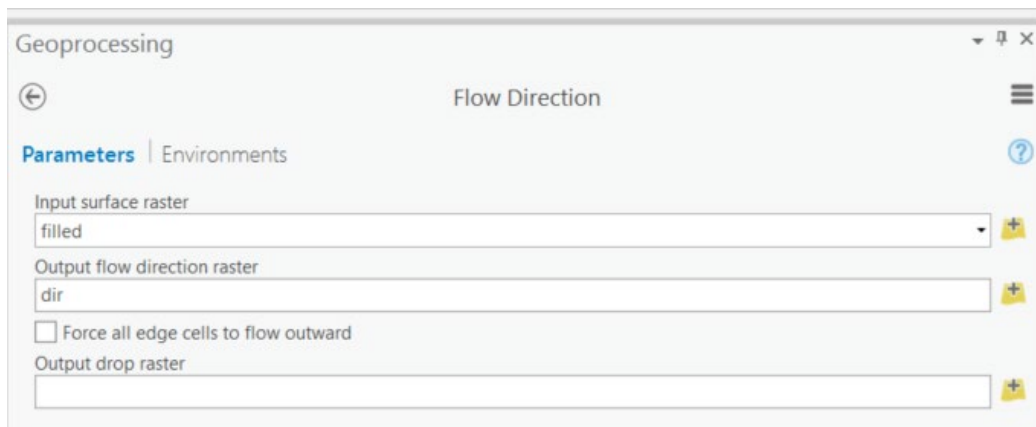 Geoprocessing
Flow Direction
Parameters | Environments
Input surface raster
filled
Output flow direction raster
dir
Force all edge cells to flow outward
Output drop raster